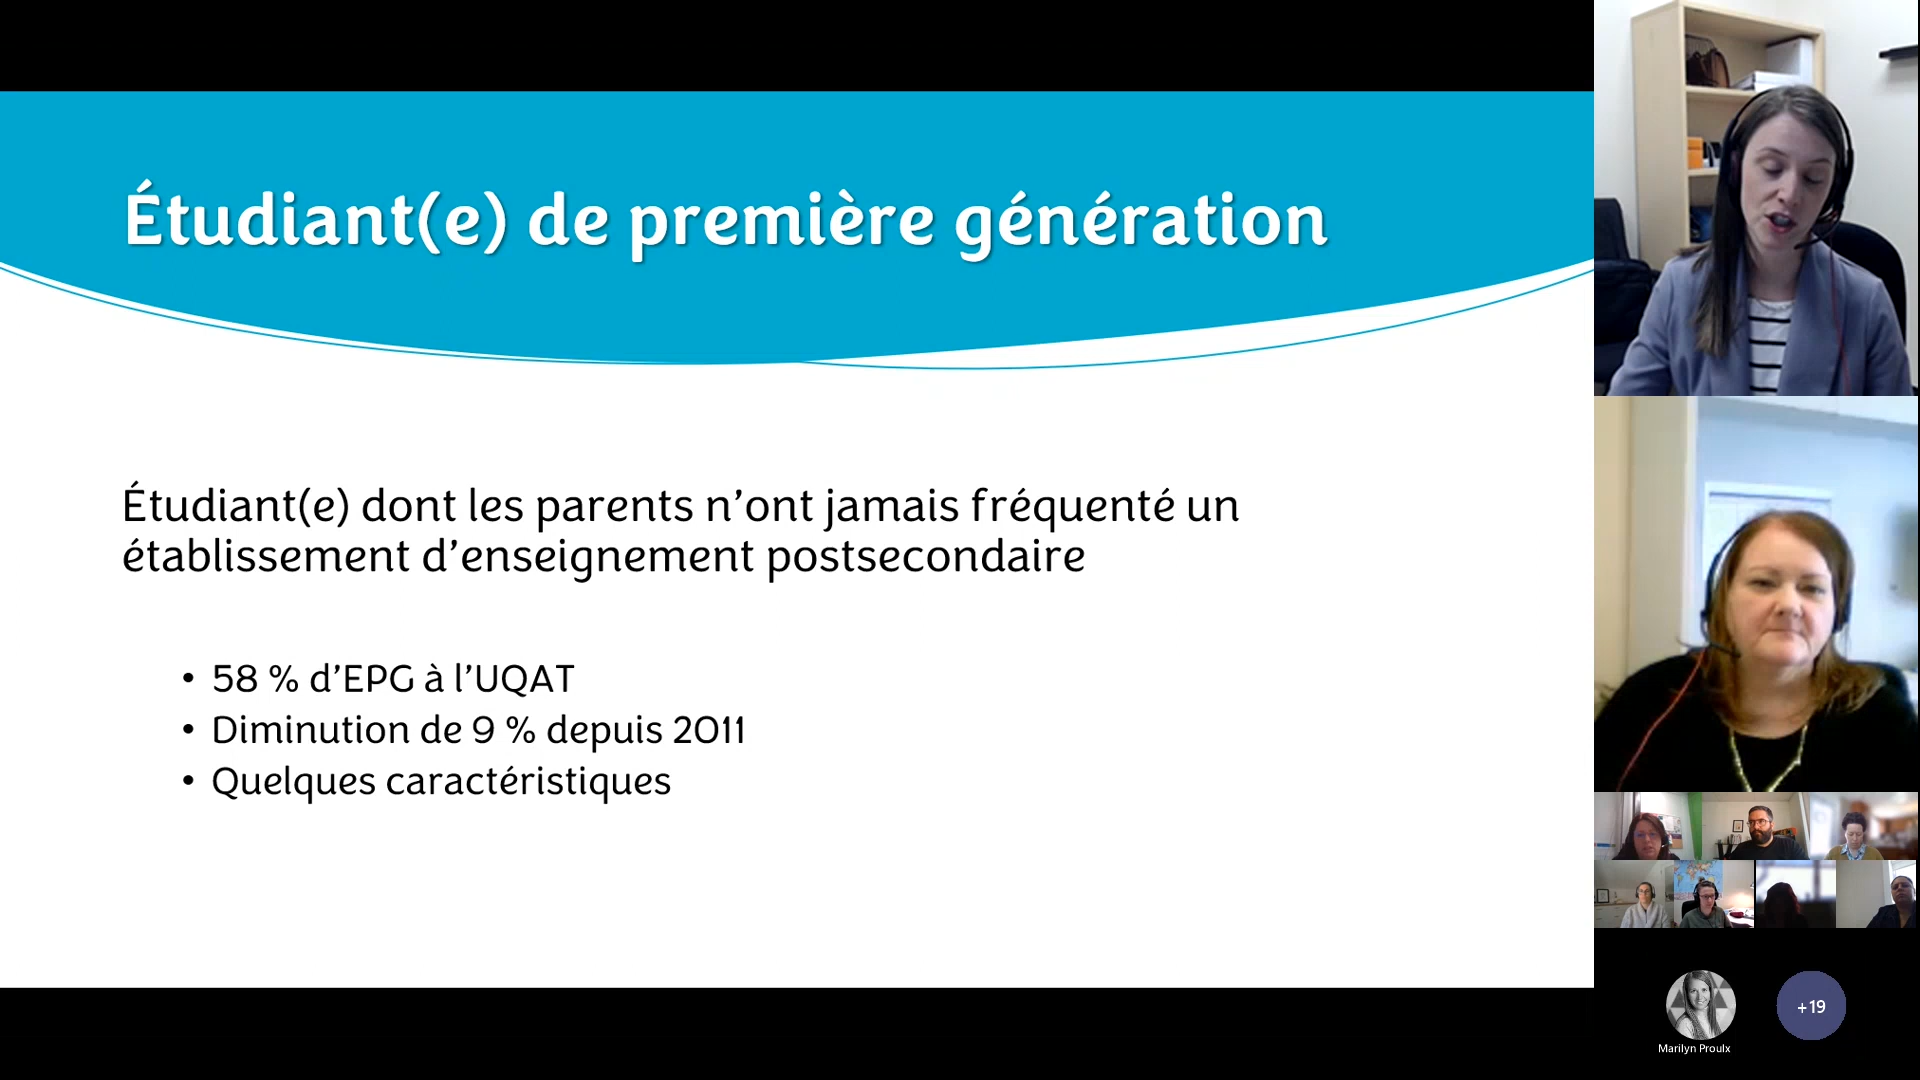 Étudiant(e) de première génération
Étudiant(e) dont les parents n’ont jamais fréquenté un
établissement d’enseignement postsecondaire
• 58 % d’EPG à l’UQAT
• Diminution de 9 % depuis 2011
• Quelques caractéristiques
+19
Marilyn Proulx